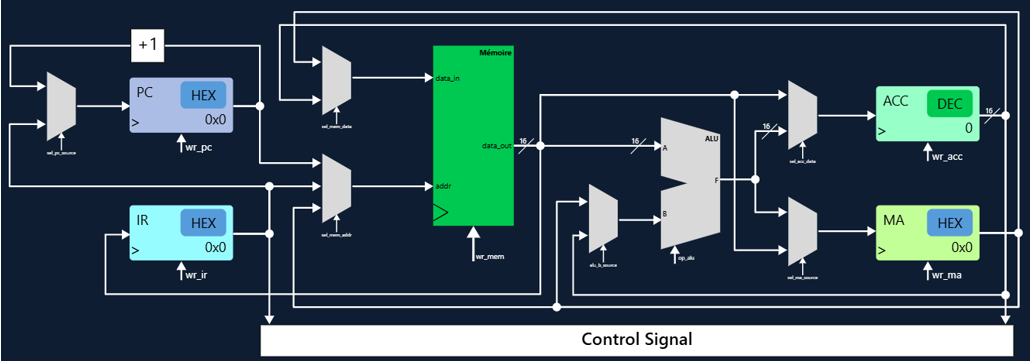 +1
PC
HEX
0x0
>
wr_pc
sel_pc_source
IR
HEX
0x0
>
wr_ir
sel_mem_data
sel_mem_addr
Mémoire
data_in
data_out
addr
wr_mem
16
16
A
ALU
F
B
op_alu
alu_b_source
16
sel_acc_data
sel_ma_source
ACC
DEC
0
>
wr_acc
16
MA
HEX
0x0
>
wr_ma
Control Signal